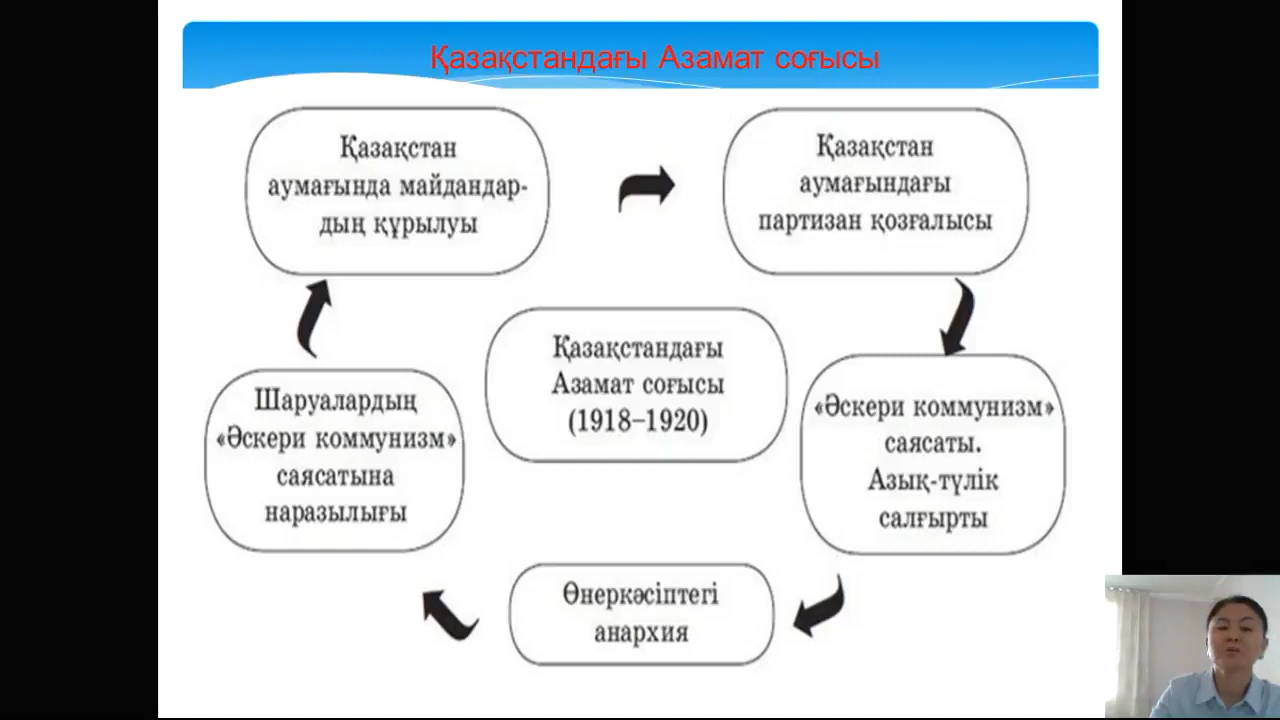 Қазақстандағы Азамат соғысы
Қазақстан
аумағында майдандар-
дың құрылуы
Қазақстан
аумағындағы
партизан қозғалысы
Қазақстандағы
Азамат соғысы
(1918–1920)
Шаруалардың
«Әскери коммунизм»
саясатына
наразылығы
«Әскери коммунизм»
саясаты.
Азық-түлік
салғырты
Өнеркәсіптегі
анархия